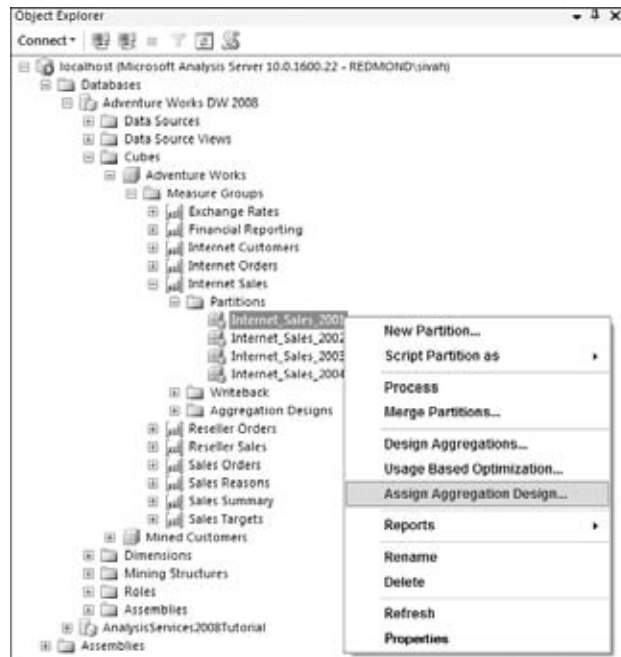 Object Explorer
Connect
localhost (Microsoft Analysis Server 10.0.1600.22 - REDMOND\sivah)
Databases
Adventure Works DW 2008
Data Sources
Data Source Views
Cubes
Adventure Works
Measure Groups
Exchange Rates
Financial Reporting
Internet Customers
Internet Orders
Internet Sales
Partitions
Internet_Sales_2001
Internet_Sales_2002
Internet_Sales_2003
Internet_Sales_2004
Writeback
Aggregation Designs
Reseller Orders
Reseller Sales
Sales Orders
Sales Reasons
Sales Summary
Sales Targets
Mined Customers
Dimensions
Mining Structures
Roles
Assemblies
AnalysisServices2008Tutorial
Assemblies
New Partition...
Script Partition as
Process
Merge Partitions...
Design Aggregations...
Usage Based Optimization...
Assign Aggregation Design...
Reports
Rename
Delete
Refresh
Properties